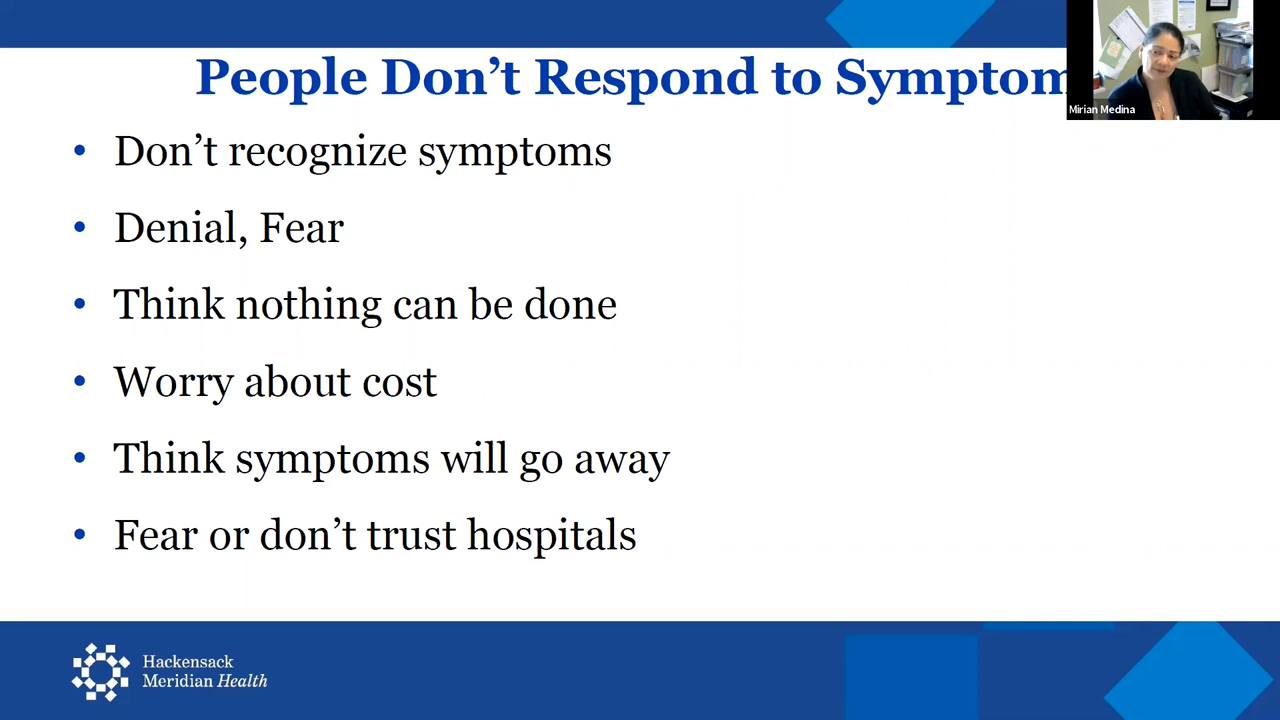 People Don’t Respond to Symptom
Mirian Medina
• Don’t recognize symptoms
• Denial, Fear
• Think nothing can be done
• Worry about cost
• Think symptoms will go away
• Fear or don’t trust hospitals
Hackensack
Meridian Health